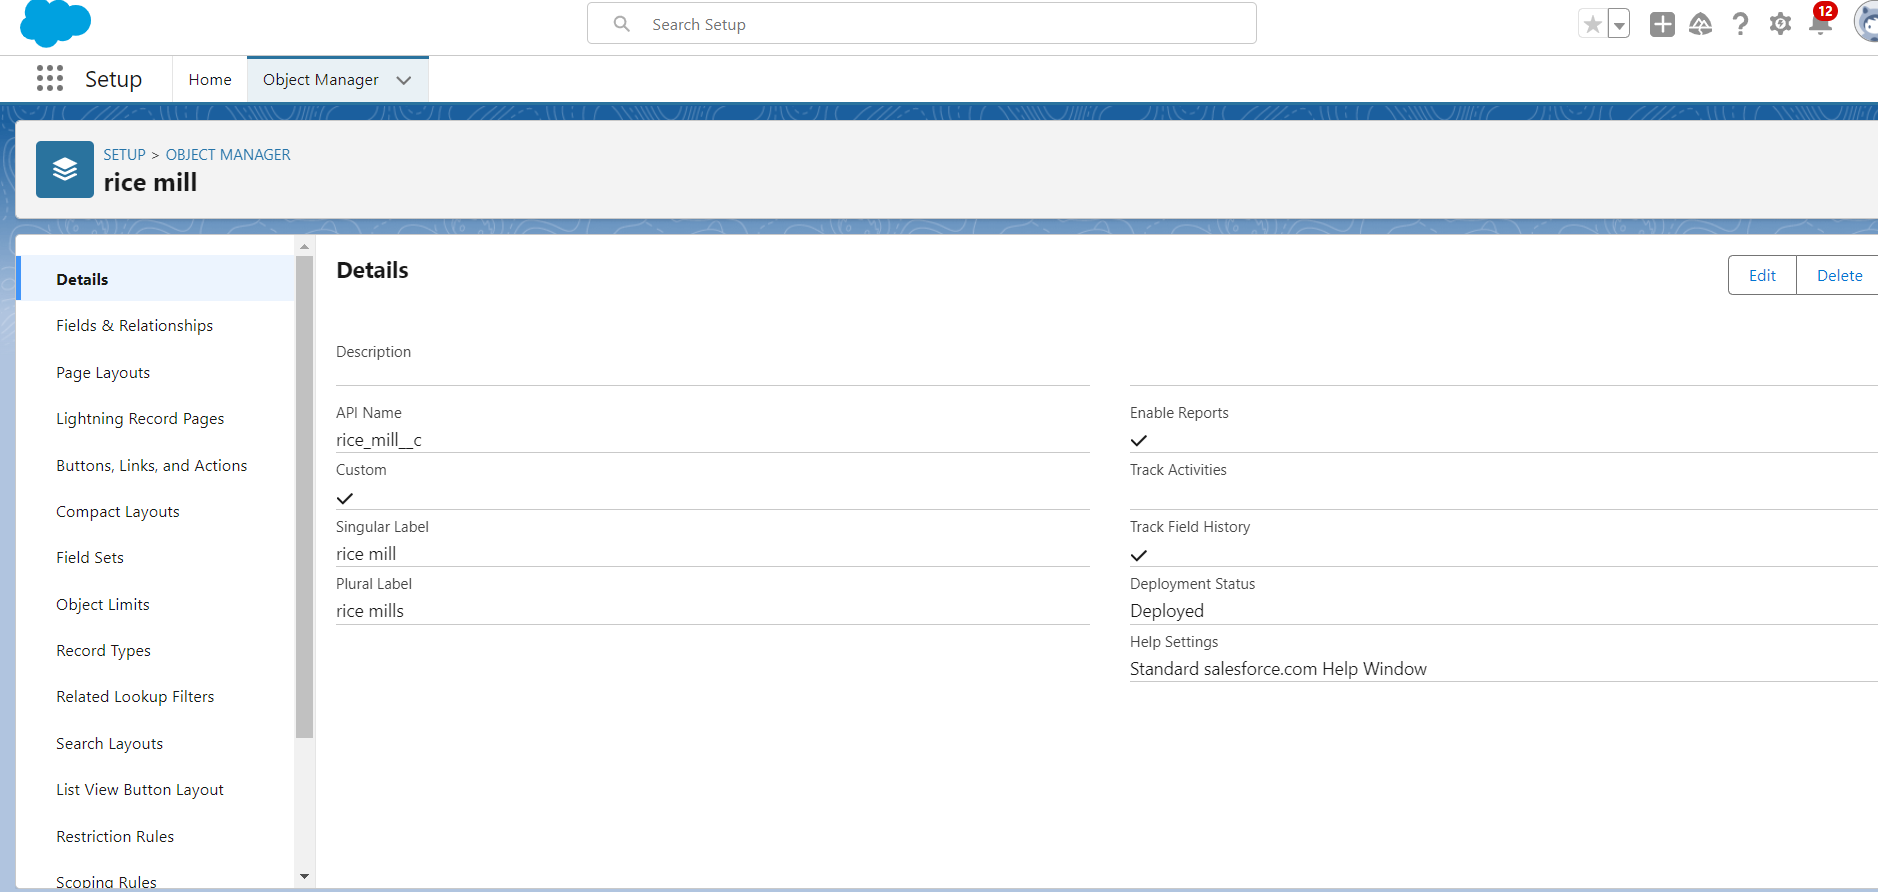 Search Setup
12
Setup
Home
Object Manager
SETUP > OBJECT MANAGER
rice mill
Details
Fields & Relationships
Page Layouts
Lightning Record Pages
Buttons, Links, and Actions
Compact Layouts
Field Sets
Object Limits
Record Types
Related Lookup Filters
Search Layouts
List View Button Layout
Restriction Rules
Scoping Rules
Details
Edit
Delete
Description
API Name
rice_mill__c
Custom
Singular Label
rice mill
Plural Label
rice mills
Enable Reports
Track Activities
Track Field History
Deployment Status
Deployed
Help Settings
Standard salesforce.com Help Window